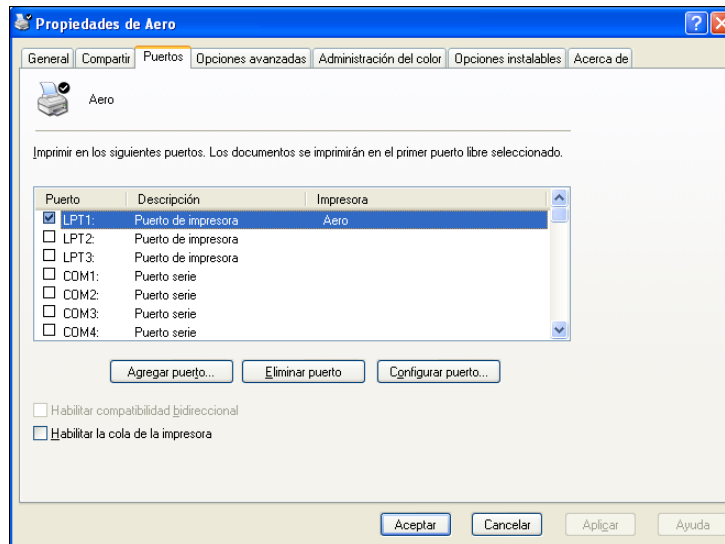 Propiedades de Aero
General Compartir Puertos Opciones avanzadas Administración del color Opciones instalables Acerca de
Aero
Imprimir en los siguientes puertos. Los documentos se imprimirán en el primer puerto libre seleccionado.
Puerto Descripción Impresora
LPT1: Puerto de impresora Aero
LPT2: Puerto de impresora
LPT3: Puerto de impresora
COM1: Puerto serie
COM2: Puerto serie
COM3: Puerto serie
COM4: Puerto serie
Agregar puerto... Eliminar puerto Configurar puerto...
Habilitar compatibilidad bidireccional
Habilitar la cola de la impresora
Aceptar Cancelar Aplicar Ayuda